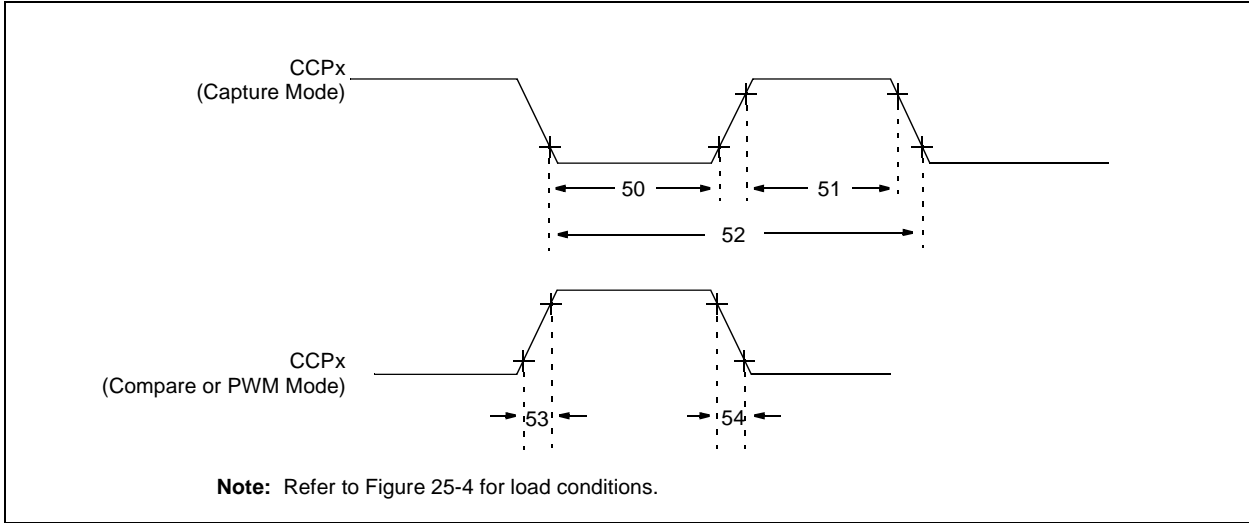 CCPx
(Capture Mode)
50
51
52
CCPx
(Compare or PWM Mode)
53
54
Note: Refer to Figure 25-4 for load conditions.